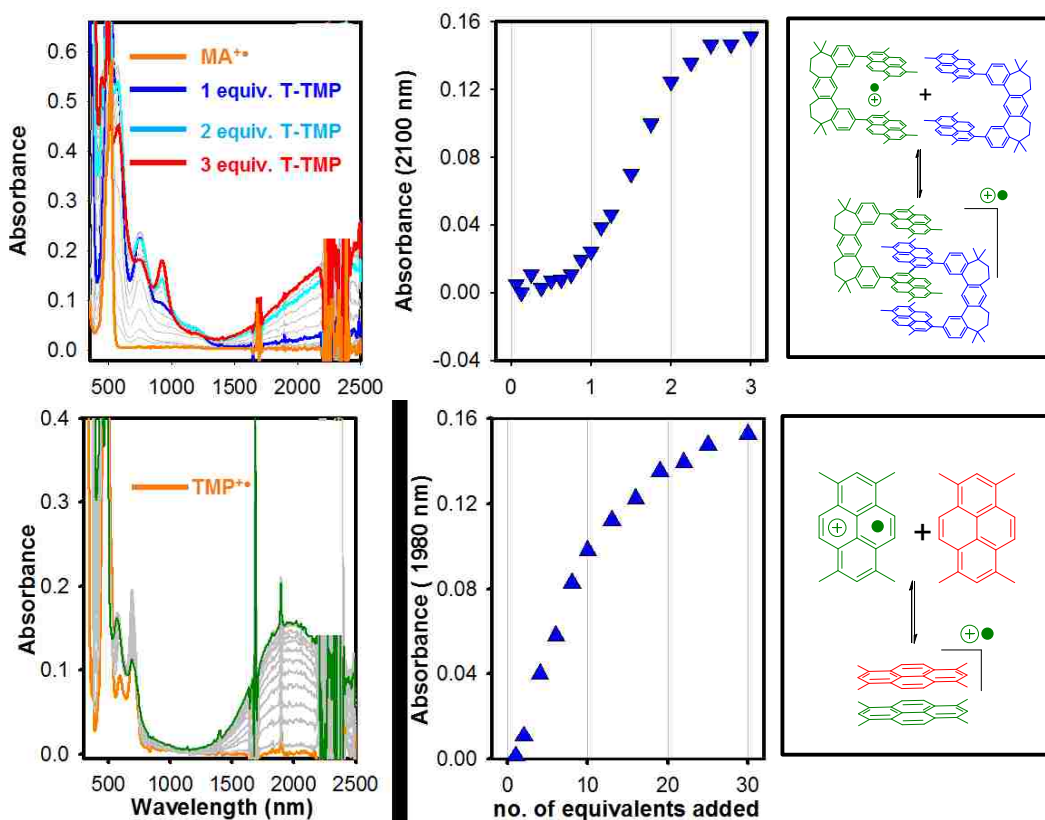 0.6
0.5
0.4
0.3
0.2
0.1
0.0
Absorbance
MA+•
1 equiv. T-TMP
2 equiv. T-TMP
3 equiv. T-TMP
500 1000 1500 2000 2500
Absorbance (2100 nm)
0.16
0.12
0.08
0.04
0.00
-0.04
0 1 2 3
+
+
+
0.4
0.3
0.2
0.1
0.0
Absorbance
TMP+•
500 1000 1500 2000 2500
Wavelength (nm)
Absorbance ( 1980 nm)
0.16
0.12
0.08
0.04
0.00
0 10 20 30
no. of equivalents added
+
+
+